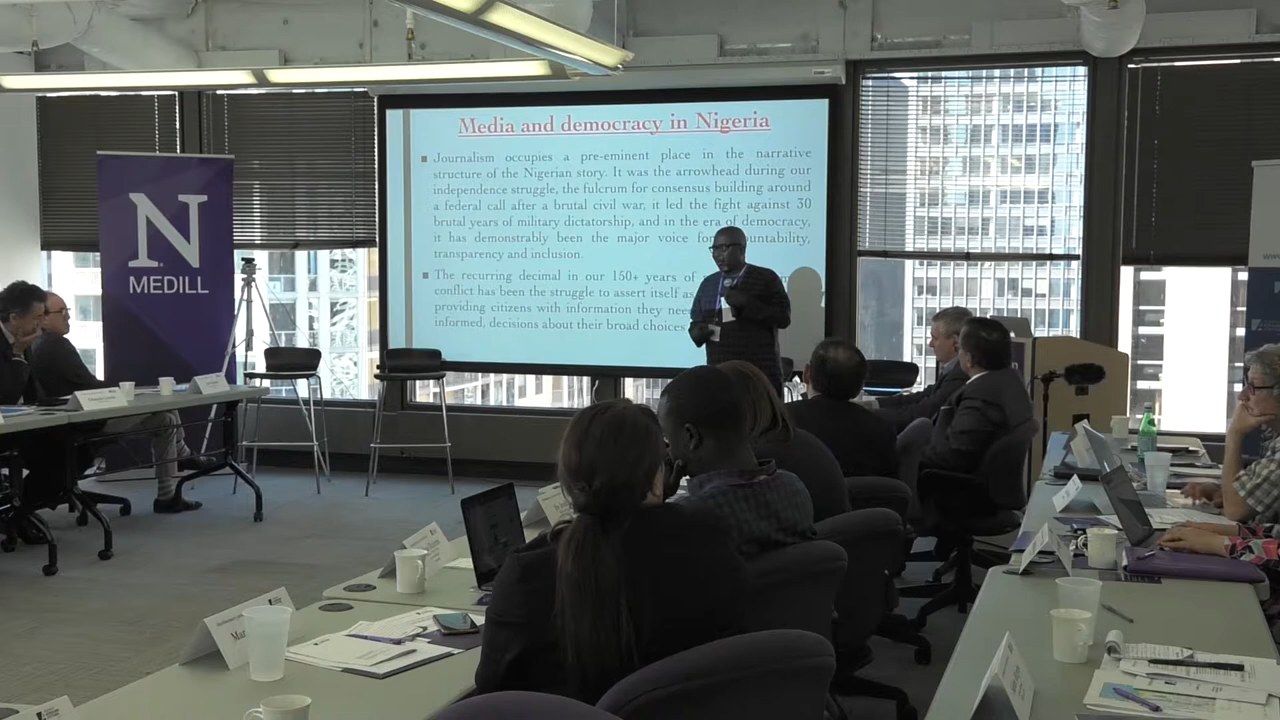 Media and democracy in Nigeria
Journalism occupies a pre-eminent place in the narrative
structure of the Nigerian story. It was the arrowhead during our
independence struggle, the fulcrum for consensus building around
a federal call after a brutal civil war, it led the fight against 30
brutal years of military dictatorship, and in the era of democracy,
it has demonstrably been the major voice for
transparency and inclusion.
The recurring decimal in our 150+ years of
conflict has been the struggle to assert itself as
providing citizens with information they
informed, decisions about their broad choices
N
MEDILL